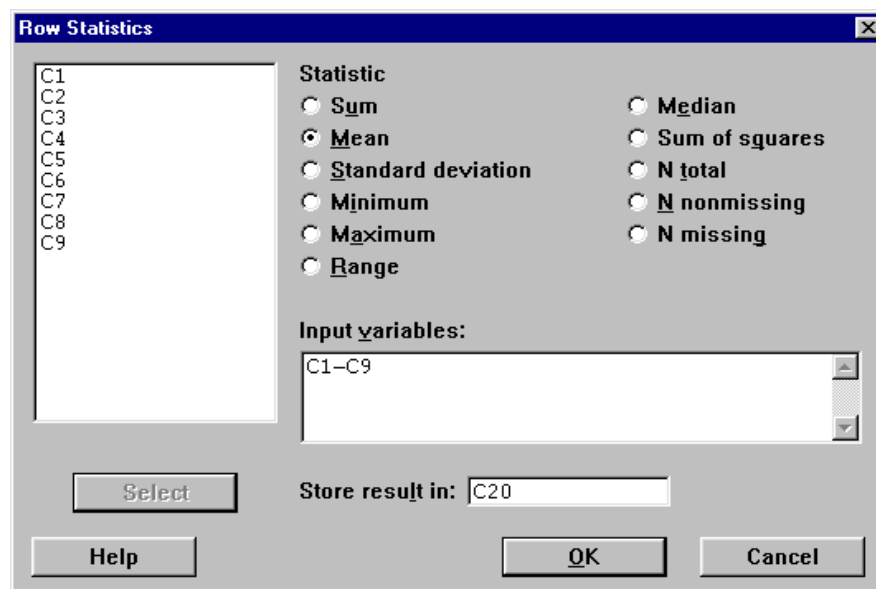 Row Statistics
C1
C2
C3
C4
C5
C6
C7
C8
C9
Statistic
Sum
Mean
Standard deviation
Minimum
Maximum
Range
Median
Sum of squares
N total
N nonmissing
N missing
Input variables:
C1-C9
Select
Store result in: C20
Help
OK
Cancel